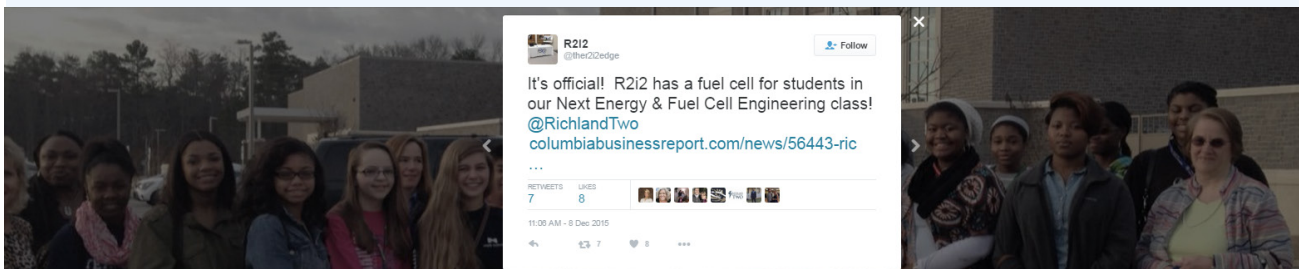 R2I2
@ther2i2edge
Follow
It's official!  R2i2 has a fuel cell for students in
our Next Energy & Fuel Cell Engineering class!
@RichlandTwo
columbiabusinessreport.com/news/56443-ric
…
RETWEETS LIKES
7 8
11:06 AM - 8 Dec 2015
7 8